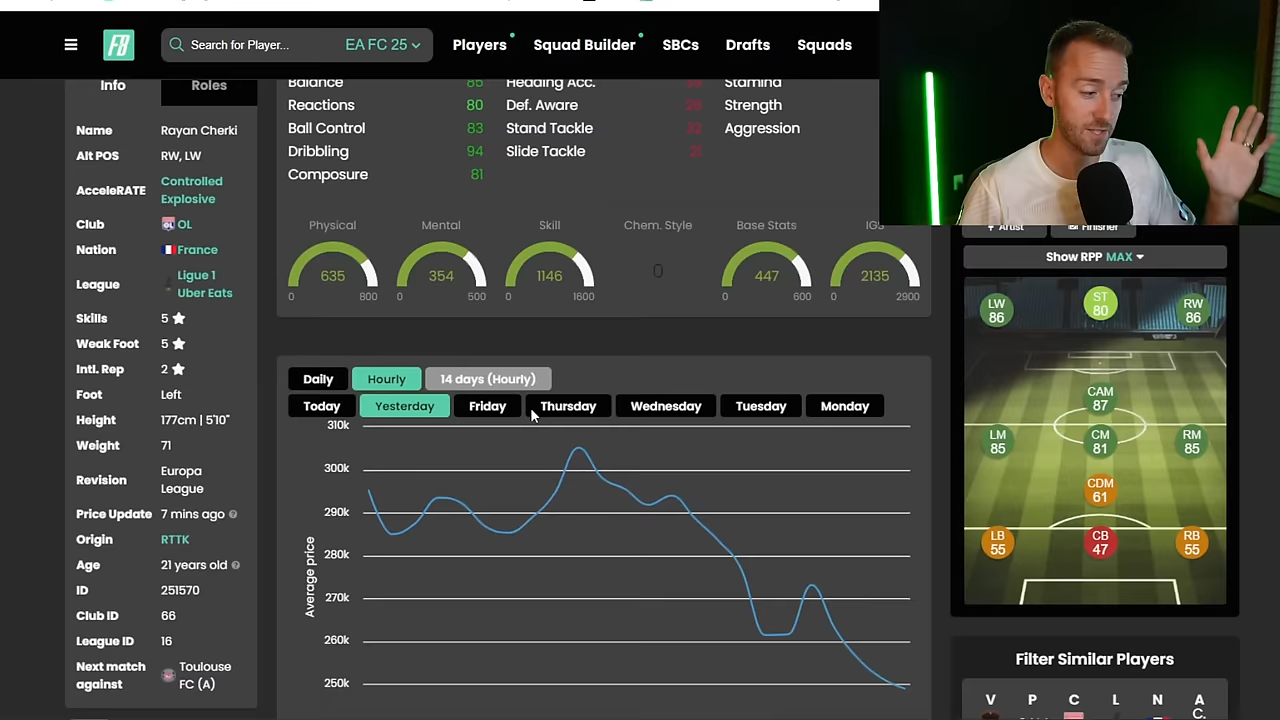 FB
Search for Player...
EA FC 25
Players
Squad Builder
SBCs
Drafts
Squads
Info
Roles
Name Rayan Cherki
Alt POS RW, LW
AcceleRATE Controlled
Explosive
Club OL
Nation France
League Ligue 1
Uber Eats
Skills 5
Weak Foot 5
Intl. Rep 2
Foot Left
Height 177cm | 5'10"
Weight 71
Revision Europa
League
Price Update 7 mins ago
Origin RTTK
Age 21 years old
ID 251570
Club ID 66
League ID 16
Next match
against
Toulouse
FC (A)
Balance 85
Reactions 80
Ball Control 83
Dribbling 94
Composure 81
Heading Acc.
Def. Aware
Stand Tackle
Slide Tackle 21
Stamina
Strength
Aggression
Physical
635
0 800
Mental
354
0 500
Skill
1146
0 1600
Chem. Style
0
Base Stats
447
0 600
IGS
2135
0 2900
Daily
Hourly
14 days (Hourly)
Today
Yesterday
Friday
Thursday
Wednesday
Tuesday
Monday
310k
300k
290k
280k
270k
260k
250k
Average price
Artist
Finisher
Show RPP MAX
LW
86
ST
80
RW
86
CAM
87
LM
85
CM
81
RM
85
CDM
61
LB
55
CB
47
RB
55
Filter Similar Players
V P C L N A
C.